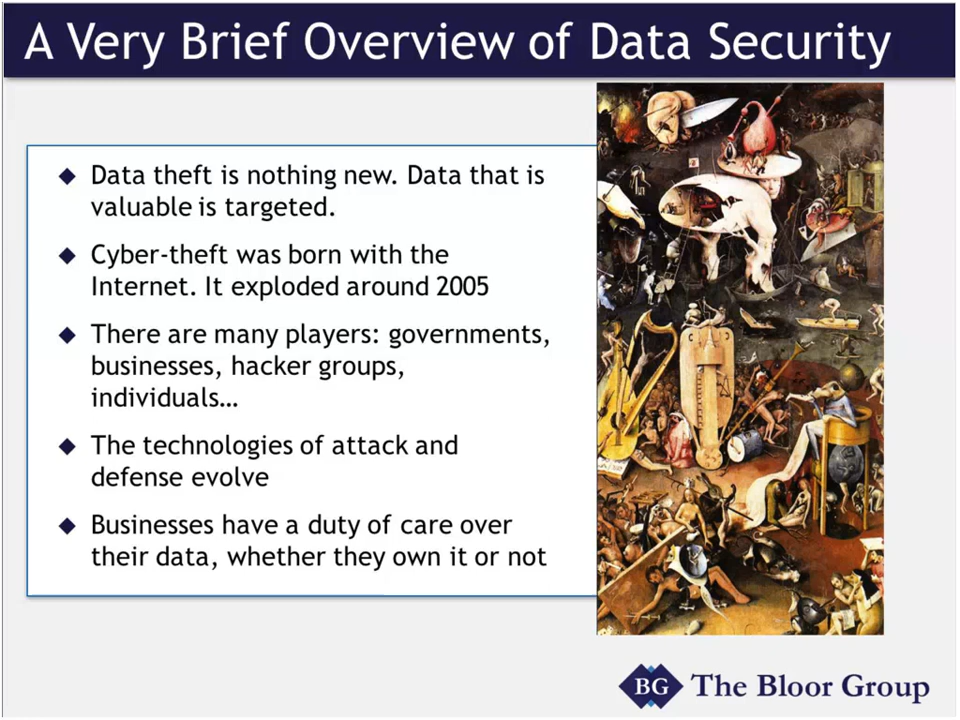 A Very Brief Overview of Data Security
Data theft is nothing new. Data that is
valuable is targeted.
Cyber-theft was born with the
Internet. It exploded around 2005
There are many players: governments,
businesses, hacker groups,
individuals…
The technologies of attack and
defense evolve
Businesses have a duty of care over
their data, whether they own it or not
BG The Bloor Group